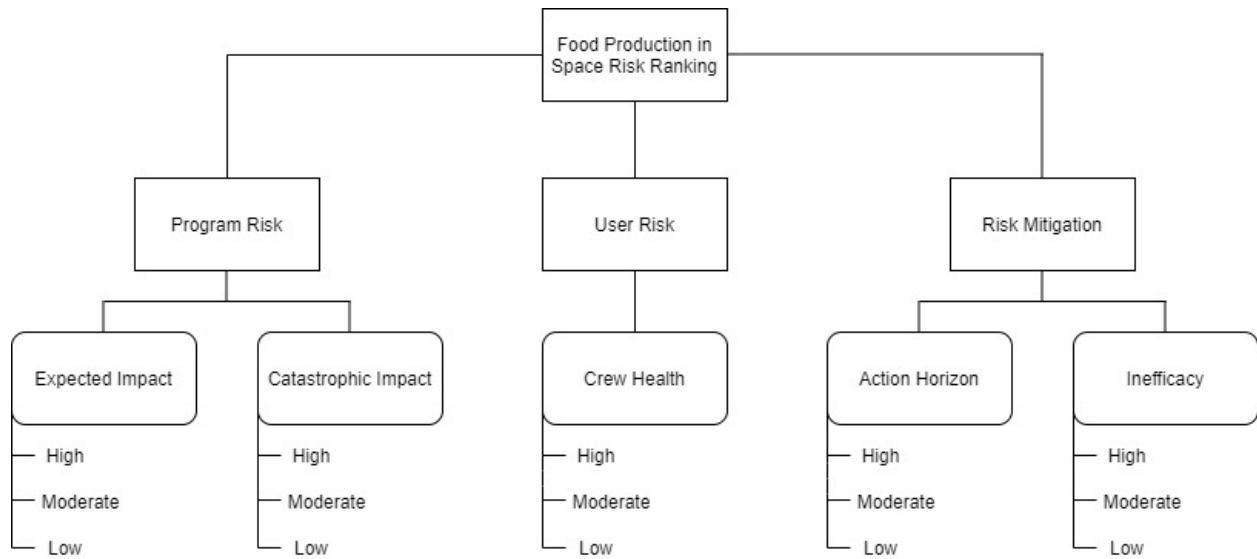 Food Production in
Space Risk Ranking
Program Risk
User Risk
Risk Mitigation
Expected Impact
Catastrophic Impact
Crew Health
Action Horizon
Inefficacy
High
High
High
High
High
Moderate
Moderate
Moderate
Moderate
Moderate
Low
Low
Low
Low
Low